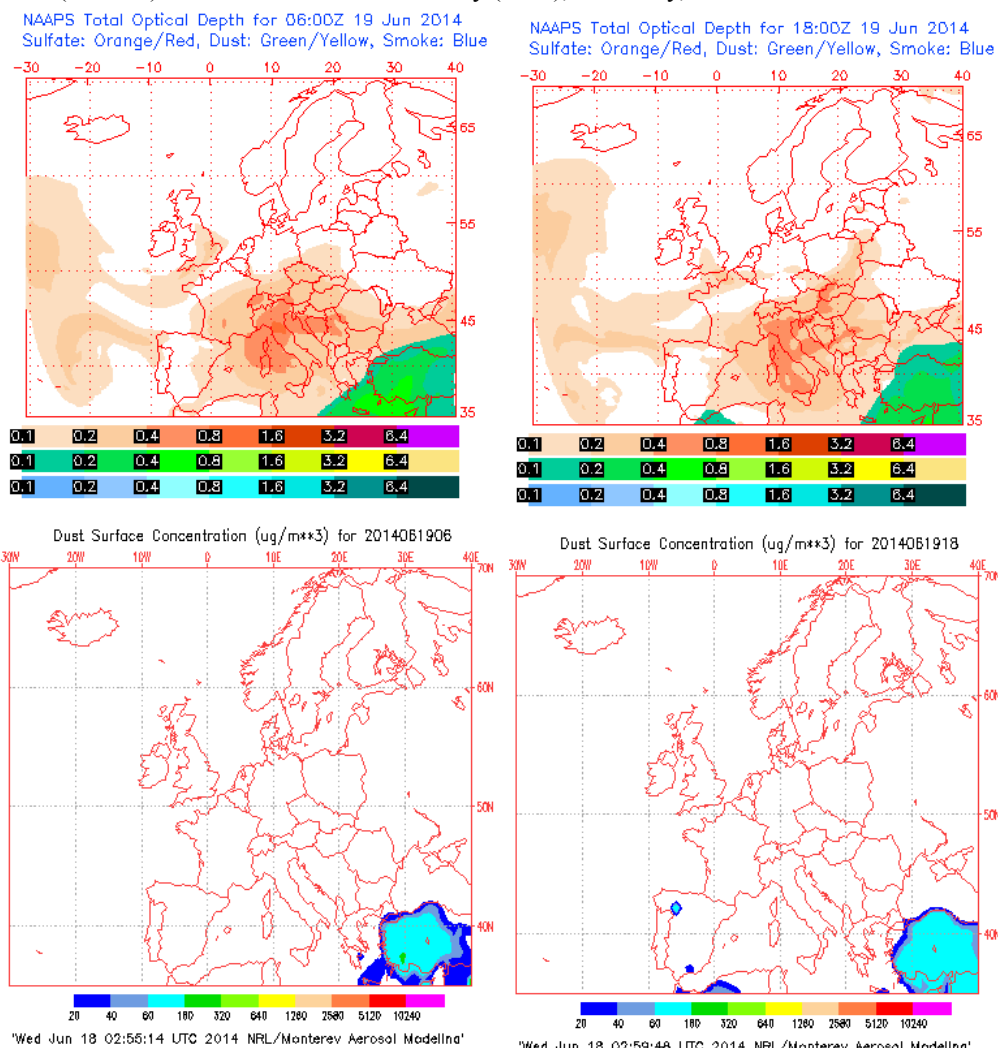 NAAPS Total Optical Depth for 06:00Z 19 Jun 2014
Sulfate: Orange/Red, Dust: Green/Yellow, Smoke: Blue
-30 -20 -10 0 10 20 30 40
65
55
45
35
0.1 0.2 0.4 0.8 1.6 3.2 6.4
0.1 0.2 0.4 0.8 1.6 3.2 6.4
0.1 0.2 0.4 0.8 1.6 3.2 6.4
NAAPS Total Optical Depth for 18:00Z 19 Jun 2014
Sulfate: Orange/Red, Dust: Green/Yellow, Smoke: Blue
-30 -20 -10 0 10 20 30 40
65
55
45
35
0.1 0.2 0.4 0.8 1.6 3.2 6.4
0.1 0.2 0.4 0.8 1.6 3.2 6.4
0.1 0.2 0.4 0.8 1.6 3.2 6.4
Dust Surface Concentration (ug/m**3) for 2014061906
30W 20W 10W 0 10E 20E 30E 40E
70N
60N
50N
40N
20 40 60 160 320 640 1260 2560 5120 10240
'Wed Jun 18 02:55:14 UTC 2014 NRL/Monterey Aerosol Modeling'
Dust Surface Concentration (ug/m**3) for 2014061918
30W 20W 10W 0 10E 20E 30E 40E
70N
60N
50N
40N
20 40 60 160 320 640 1260 2560 5120 10240